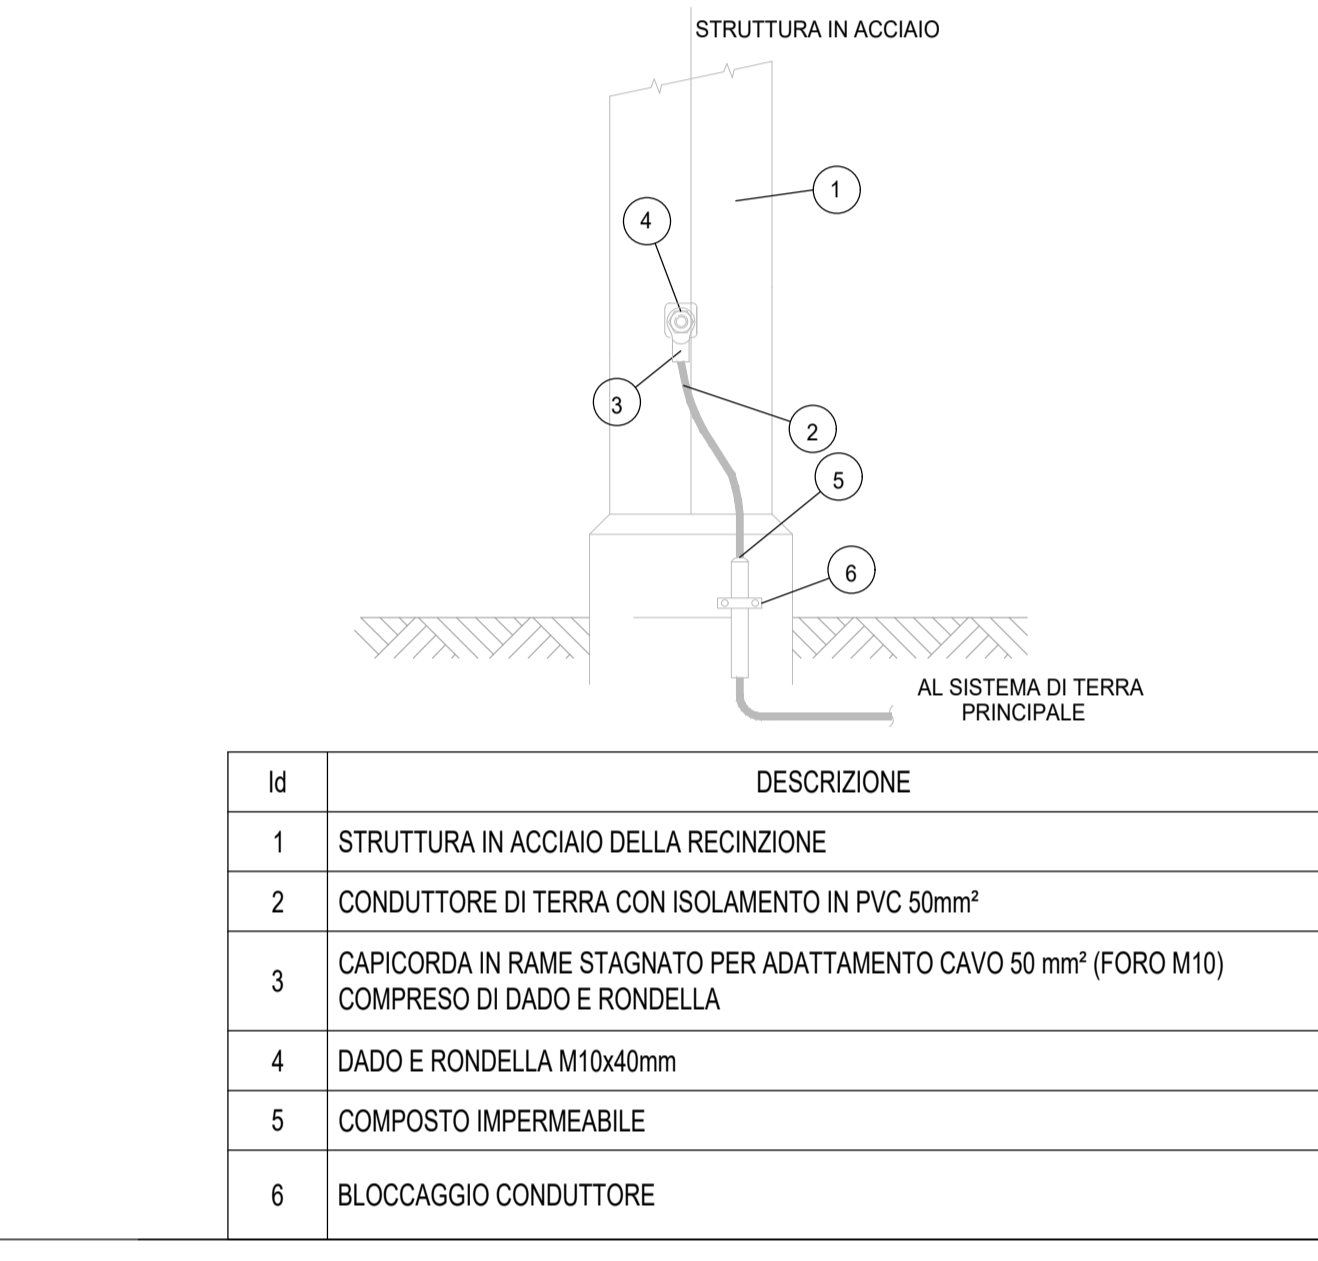 STRUTTURA IN ACCIAIO
1
4
3
2
5
6
AL SISTEMA DI TERRA
PRINCIPALE
Id DESCRIZIONE
1 STRUTTURA IN ACCIAIO DELLA RECINZIONE
2 CONDUTTORE DI TERRA CON ISOLAMENTO IN PVC 50mm²
3 CAPICORDA IN RAME STAGNATO PER ADATTAMENTO CAVO 50 mm² (FORO M10)
COMPRESO DI DADO E RONDELLA
4 DADO E RONDELLA M10x40mm
5 COMPOSTO IMPERMEABILE
6 BLOCCAGGIO CONDUTTORE